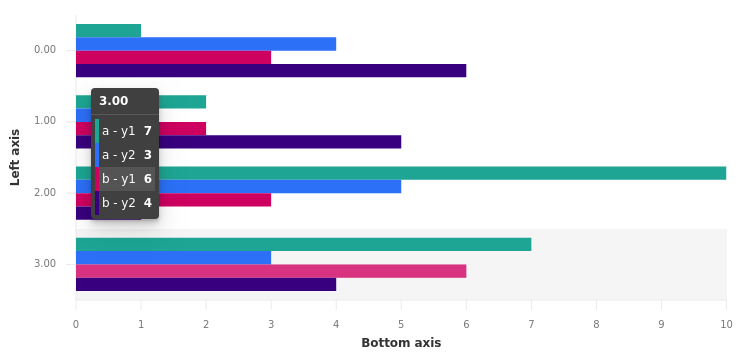 0.00
1.00
2.00
3.00
Left axis
3.00
a - y1 7
a - y2 3
b - y1 6
b - y2 4
0 1 2 3 4 5 6 7 8 9 10
Bottom axis